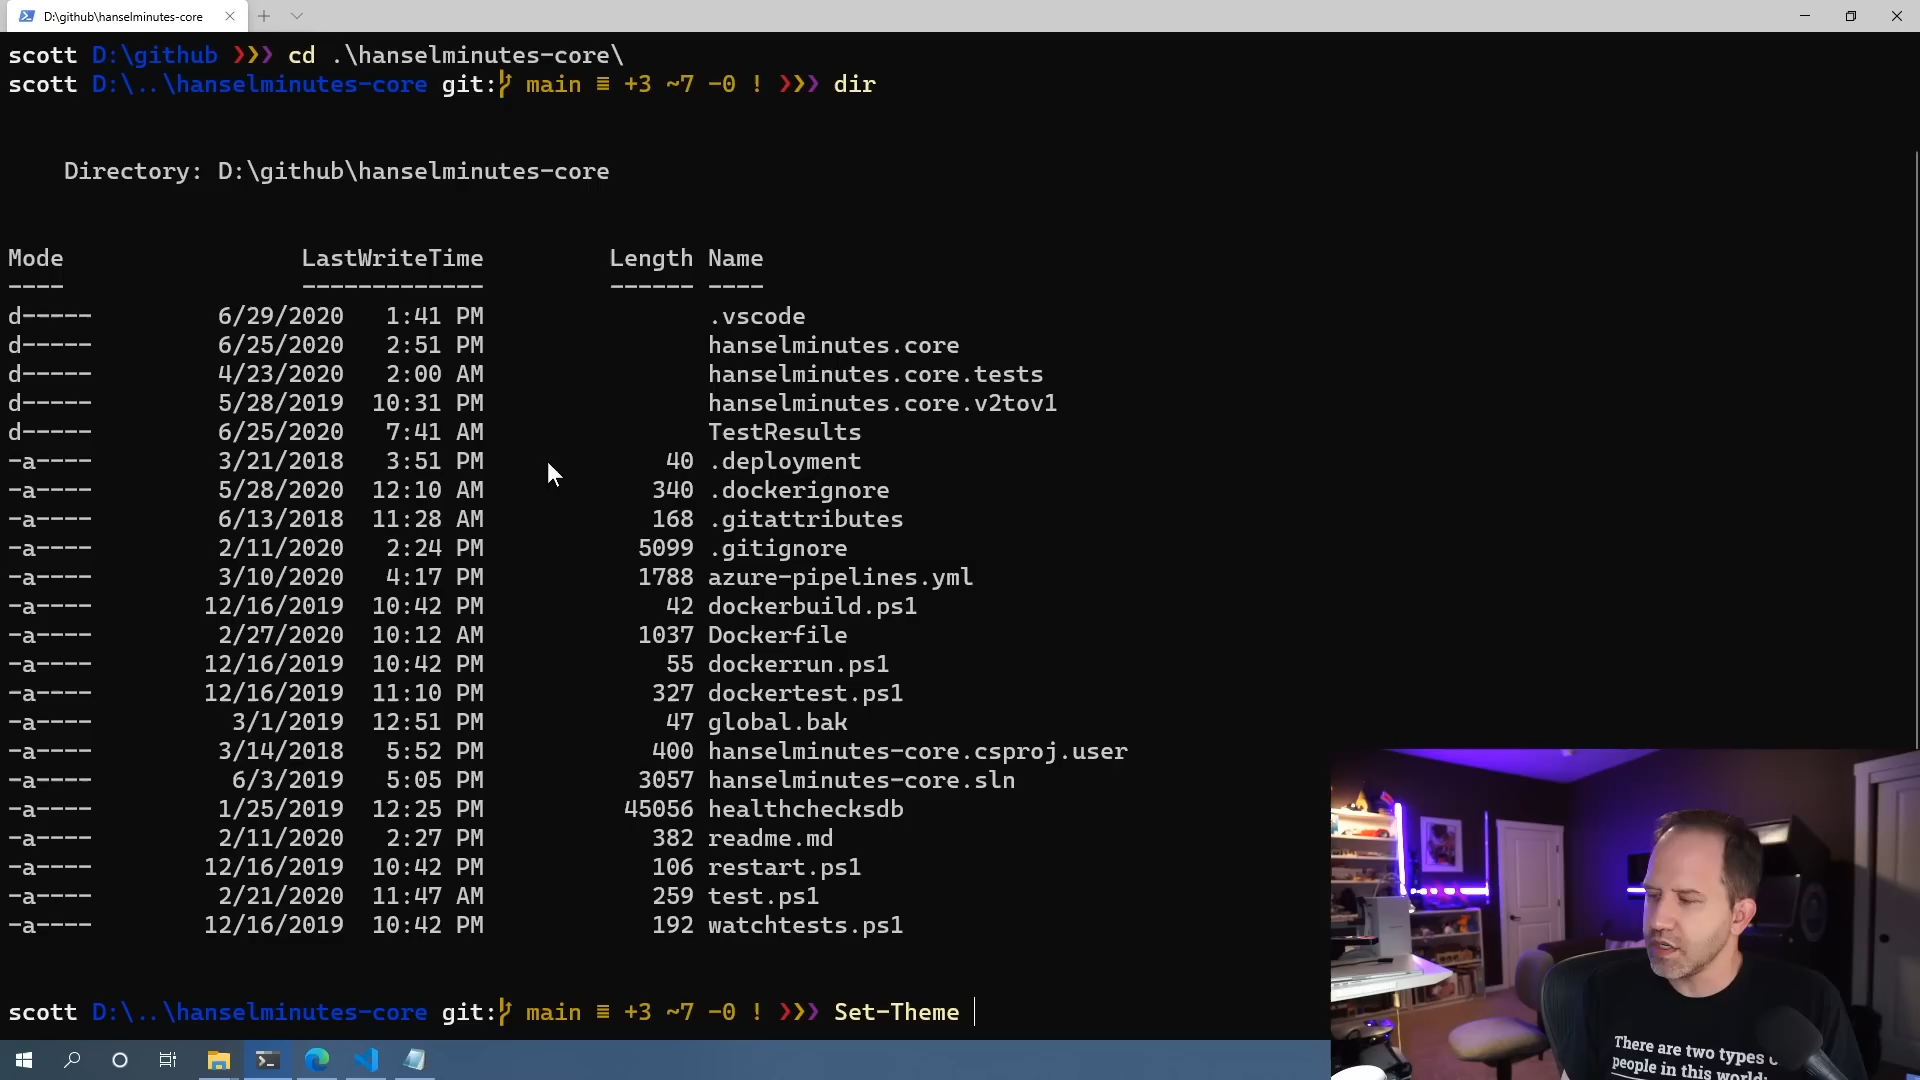 D:\github\hanselminutes-core
scott D:\github ❯❯❯ cd .\hanselminutes-core\
scott D:\..\hanselminutes-core git: main ≡ +3 ~7 -0 ! ❯❯❯ dir
Directory: D:\github\hanselminutes-core
Mode LastWriteTime Length Name
---- ------------- ------ ----
d----- 6/29/2020 1:41 PM .vscode
d----- 6/25/2020 2:51 PM hanselminutes.core
d----- 4/23/2020 2:00 AM hanselminutes.core.tests
d----- 5/28/2019 10:31 PM hanselminutes.core.v2tov1
d----- 6/25/2020 7:41 AM TestResults
-a---- 3/21/2018 3:51 PM 40 .deployment
-a---- 5/28/2020 12:10 AM 340 .dockerignore
-a---- 6/13/2018 11:28 AM 168 .gitattributes
-a---- 2/11/2020 2:24 PM 5099 .gitignore
-a---- 3/10/2020 4:17 PM 1788 azure-pipelines.yml
-a---- 12/16/2019 10:42 PM 42 dockerbuild.ps1
-a---- 2/27/2020 10:12 AM 1037 Dockerfile
-a---- 12/16/2019 10:42 PM 55 dockerrun.ps1
-a---- 12/16/2019 11:10 PM 327 dockertest.ps1
-a---- 3/1/2019 12:51 PM 47 global.bak
-a---- 3/14/2018 5:52 PM 400 hanselminutes-core.csproj.user
-a---- 6/3/2019 5:05 PM 3057 hanselminutes-core.sln
-a---- 1/25/2019 12:25 PM 45056 healthchecksdb
-a---- 2/11/2020 2:27 PM 382 readme.md
-a---- 12/16/2019 10:42 PM 106 restart.ps1
-a---- 2/21/2020 11:47 AM 259 test.ps1
-a---- 12/16/2019 10:42 PM 192 watchtests.ps1
scott D:\..\hanselminutes-core git: main ≡ +3 ~7 -0 ! ❯❯❯ Set-Theme
There are two types
people in this world: